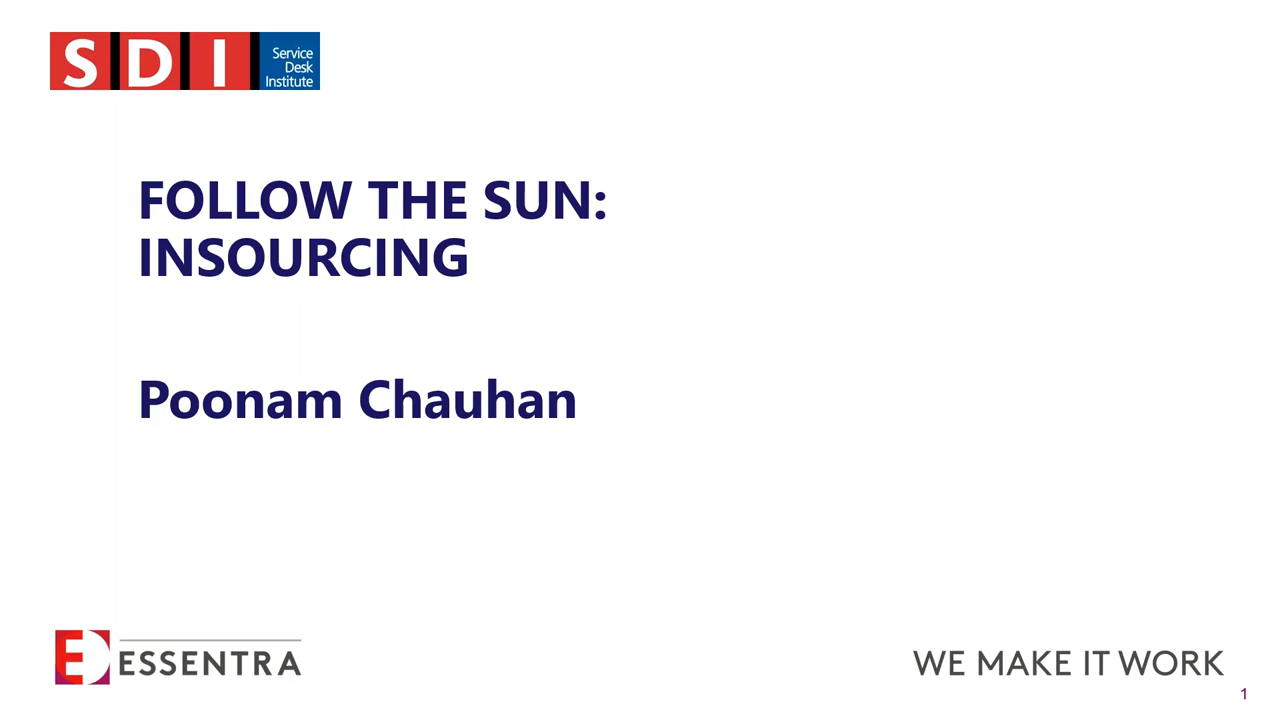 SDI
Service
Desk
Institute
FOLLOW THE SUN:
INSOURCING
Poonam Chauhan
E ESSENTRA
WE MAKE IT WORK
1